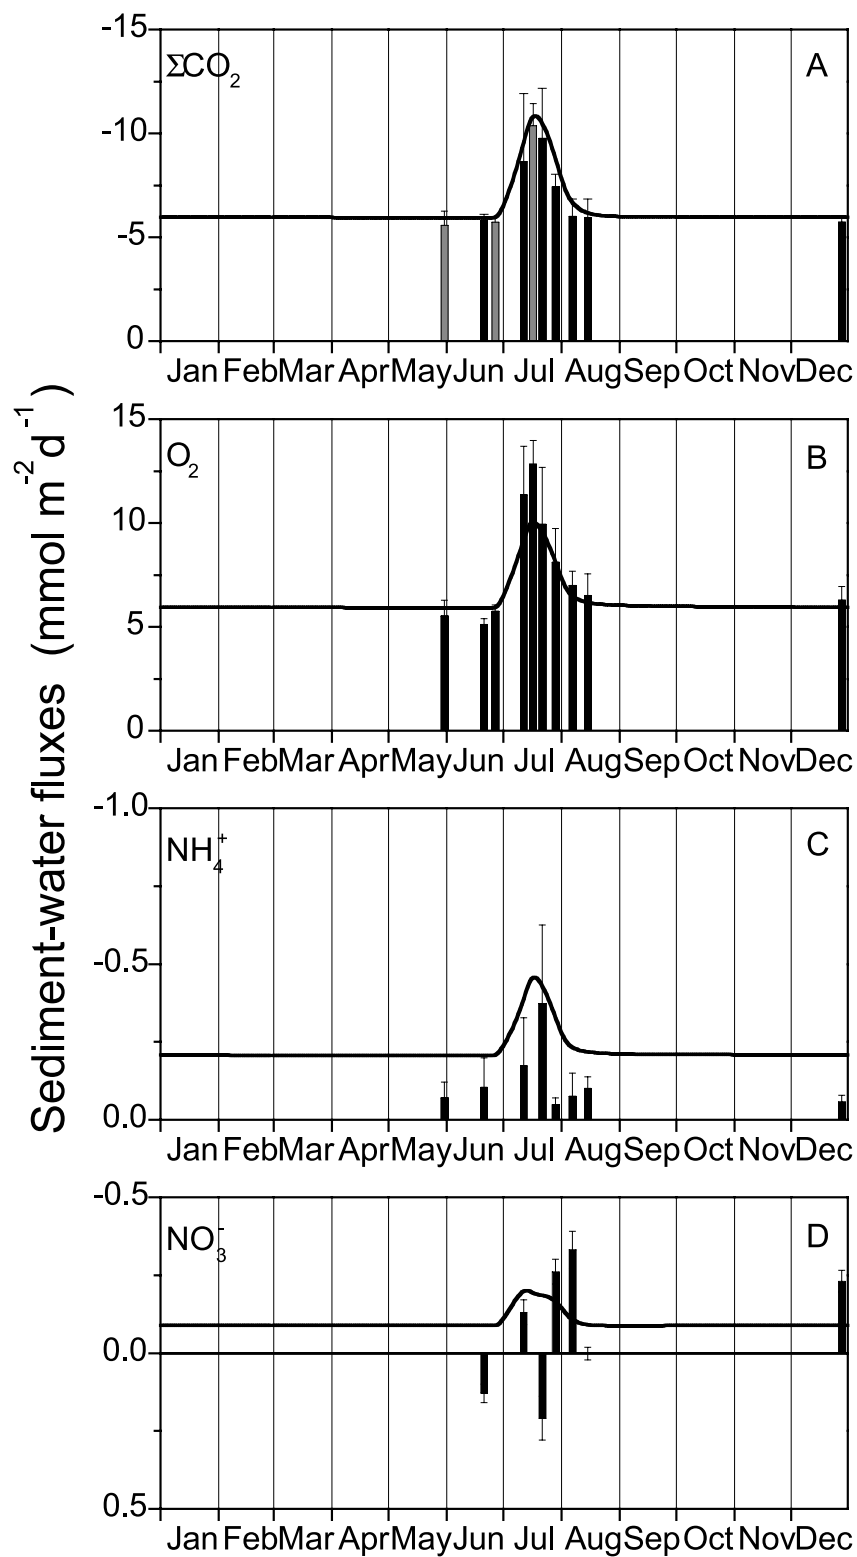 Sediment-water fluxes (mmol m⁻² d⁻¹)
-15
ΣCO₂ A
-10
-5
0
Jan Feb Mar Apr May Jun Jul Aug Sep Oct Nov Dec
15
O₂ B
10
5
0
Jan Feb Mar Apr May Jun Jul Aug Sep Oct Nov Dec
-1.0
NH₄⁺ C
-0.5
0.0
Jan Feb Mar Apr May Jun Jul Aug Sep Oct Nov Dec
-0.5
NO₃⁻ D
0.0
0.5
Jan Feb Mar Apr May Jun Jul Aug Sep Oct Nov Dec